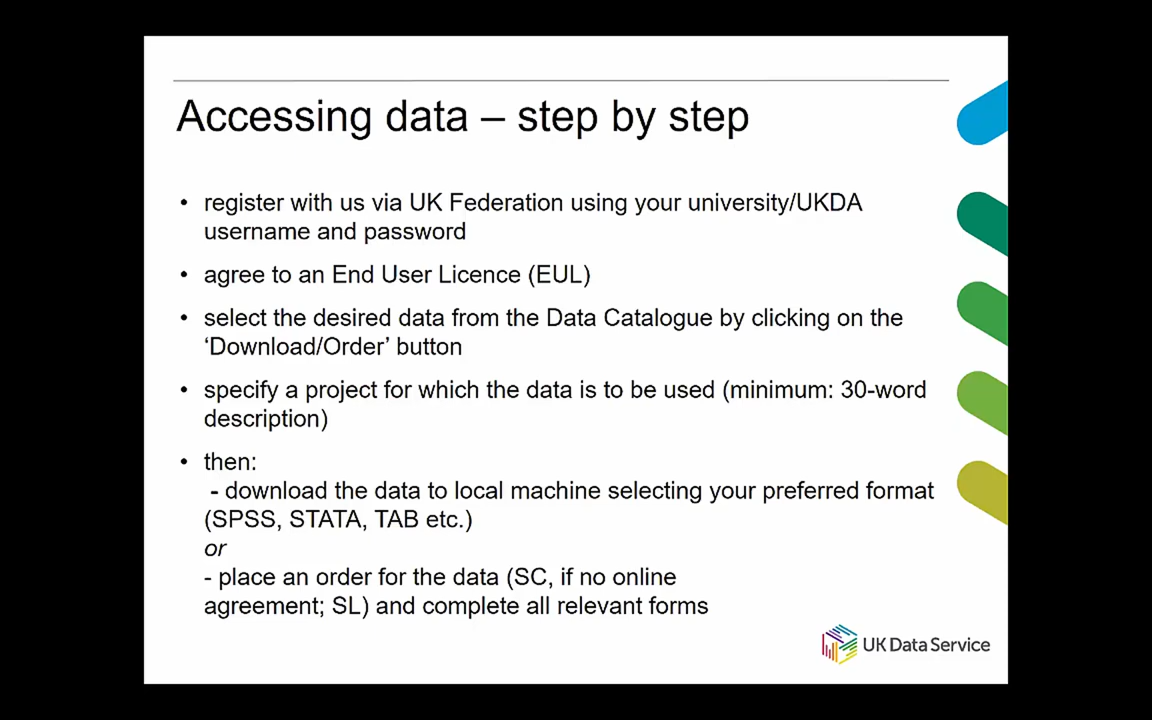 Accessing data – step by step
• register with us via UK Federation using your university/UKDA
username and password
• agree to an End User Licence (EUL)
• select the desired data from the Data Catalogue by clicking on the
‘Download/Order’ button
• specify a project for which the data is to be used (minimum: 30-word
description)
• then:
- download the data to local machine selecting your preferred format
(SPSS, STATA, TAB etc.)
or
- place an order for the data (SC, if no online
agreement; SL) and complete all relevant forms
UK Data Service